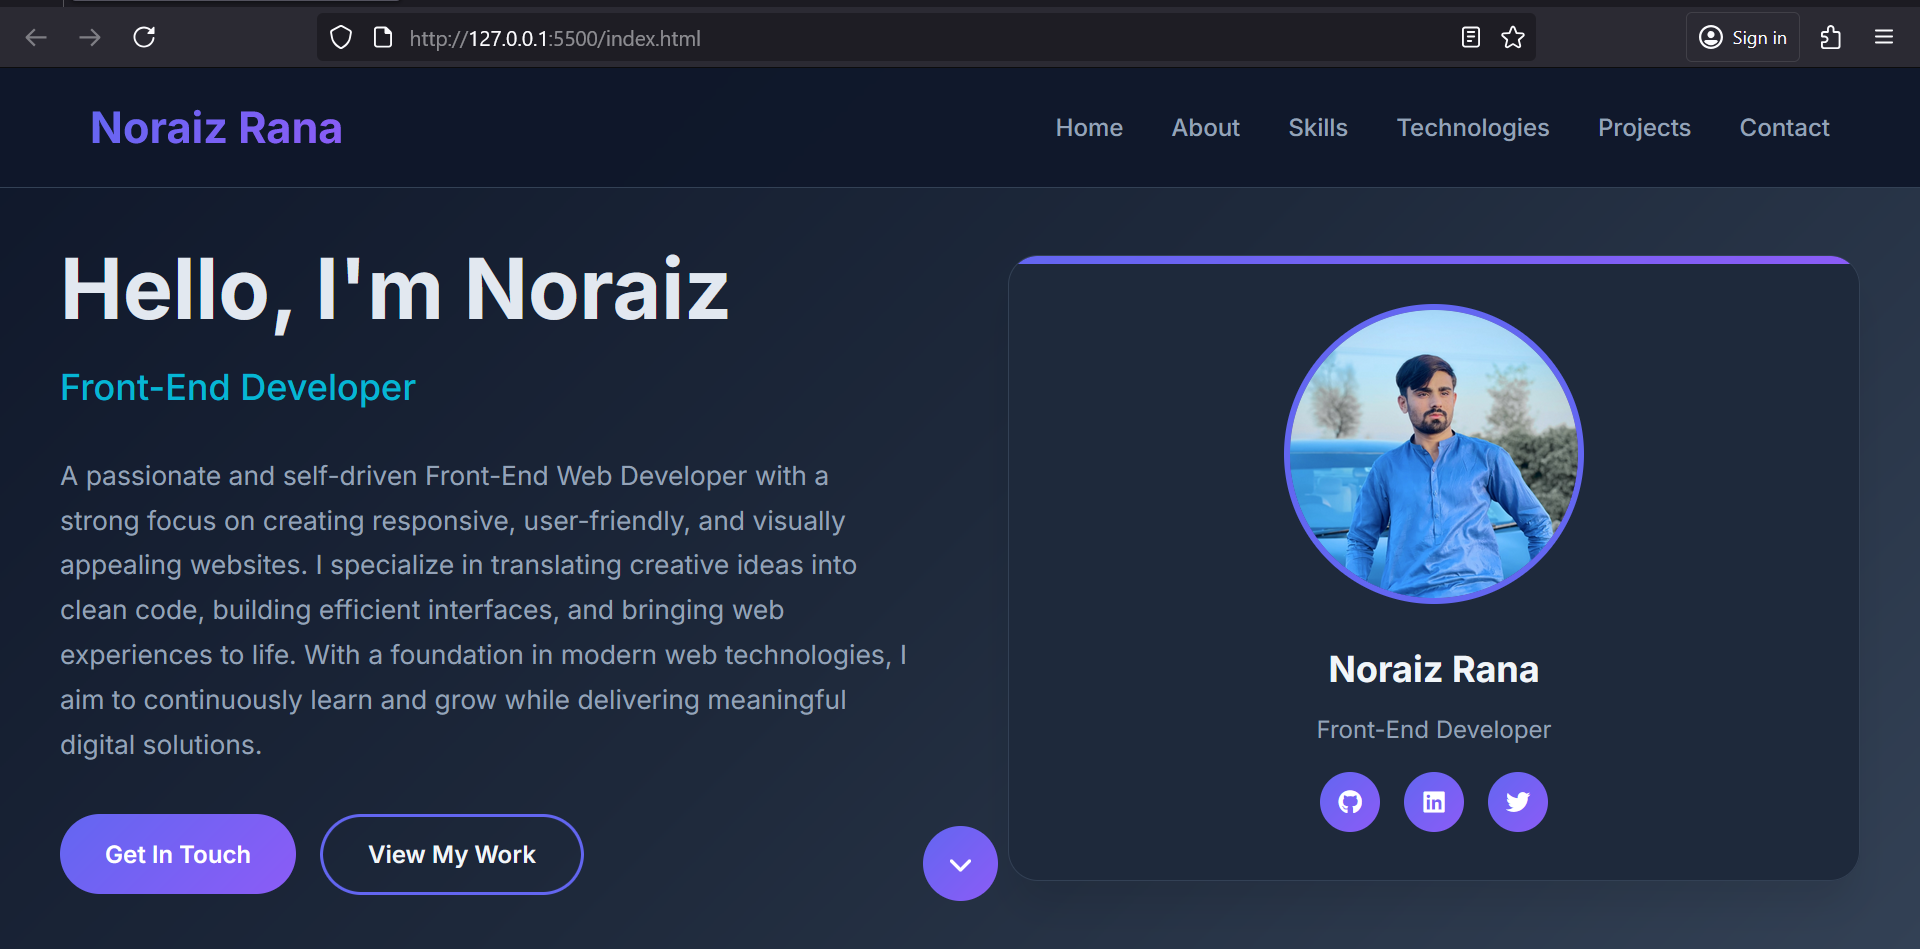 http://127.0.0.1:5500/index.html
Sign in
Noraiz Rana
Home About Skills Technologies Projects Contact
Hello, I'm Noraiz
Front-End Developer
A passionate and self-driven Front-End Web Developer with a
strong focus on creating responsive, user-friendly, and visually
appealing websites. I specialize in translating creative ideas into
clean code, building efficient interfaces, and bringing web
experiences to life. With a foundation in modern web technologies, I
aim to continuously learn and grow while delivering meaningful
digital solutions.
Get In Touch
View My Work
Noraiz Rana
Front-End Developer
in